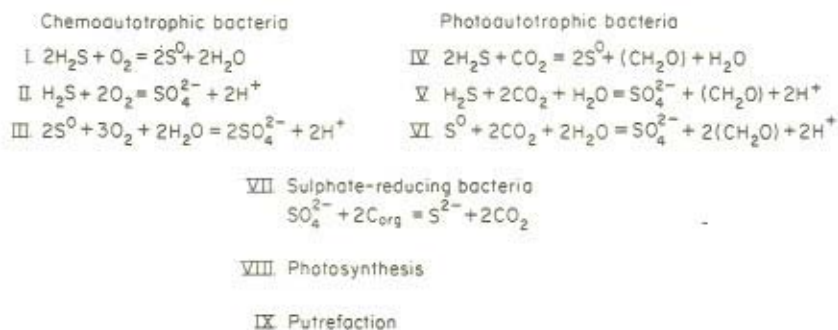 Chemoautotrophic bacteria
I. 2H₂S + O₂ = 2S⁰ + 2H₂O
II. H₂S + 2O₂ = SO₄²⁻ + 2H⁺
III. 2S⁰ + 3O₂ + 2H₂O = 2SO₄²⁻ + 2H⁺
Photoautotrophic bacteria
IV. 2H₂S + CO₂ = 2S⁰ + (CH₂O) + H₂O
V. H₂S + 2CO₂ + H₂O = SO₄²⁻ + (CH₂O) + 2H⁺
VI. S⁰ + 2CO₂ + 2H₂O = SO₄²⁻ + 2(CH₂O) + 2H⁺
VII. Sulphate-reducing bacteria
SO₄²⁻ + 2C_org = S²⁻ + 2CO₂
VIII. Photosynthesis
IX. Putrefaction